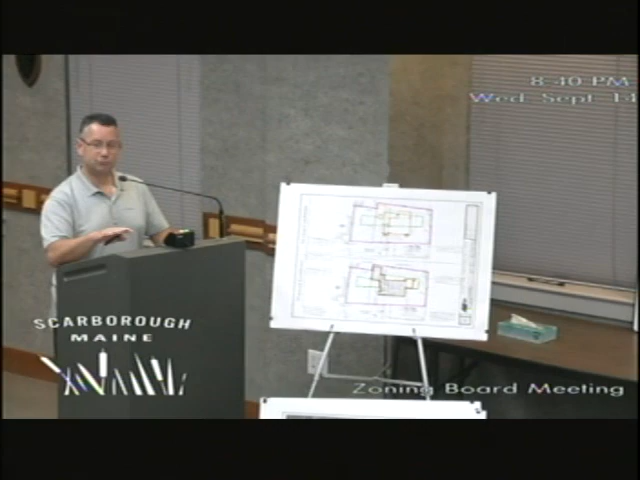 8:40 PM
Wed Sept 14
SCARBOROUGH
MAINE
Zoning Board Meeting